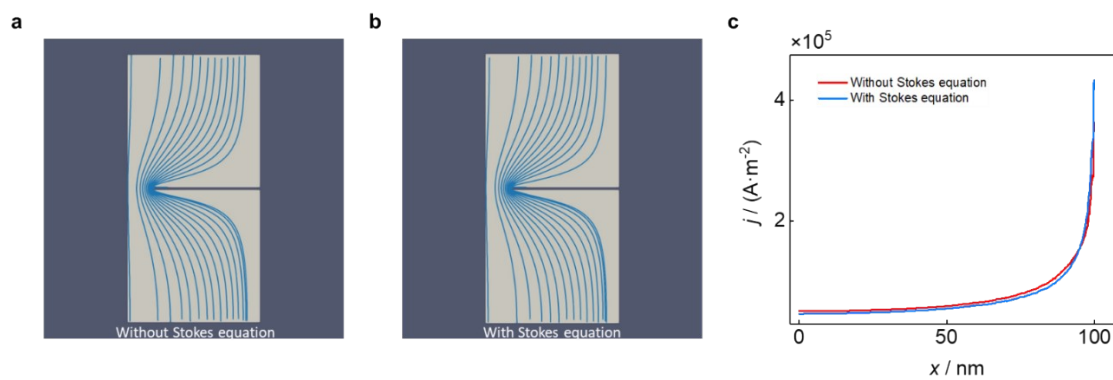 a
b
c
Without Stokes equation
With Stokes equation
×10⁵
Without Stokes equation
With Stokes equation
4
2
j / (A·m⁻²)
0
50
100
x / nm